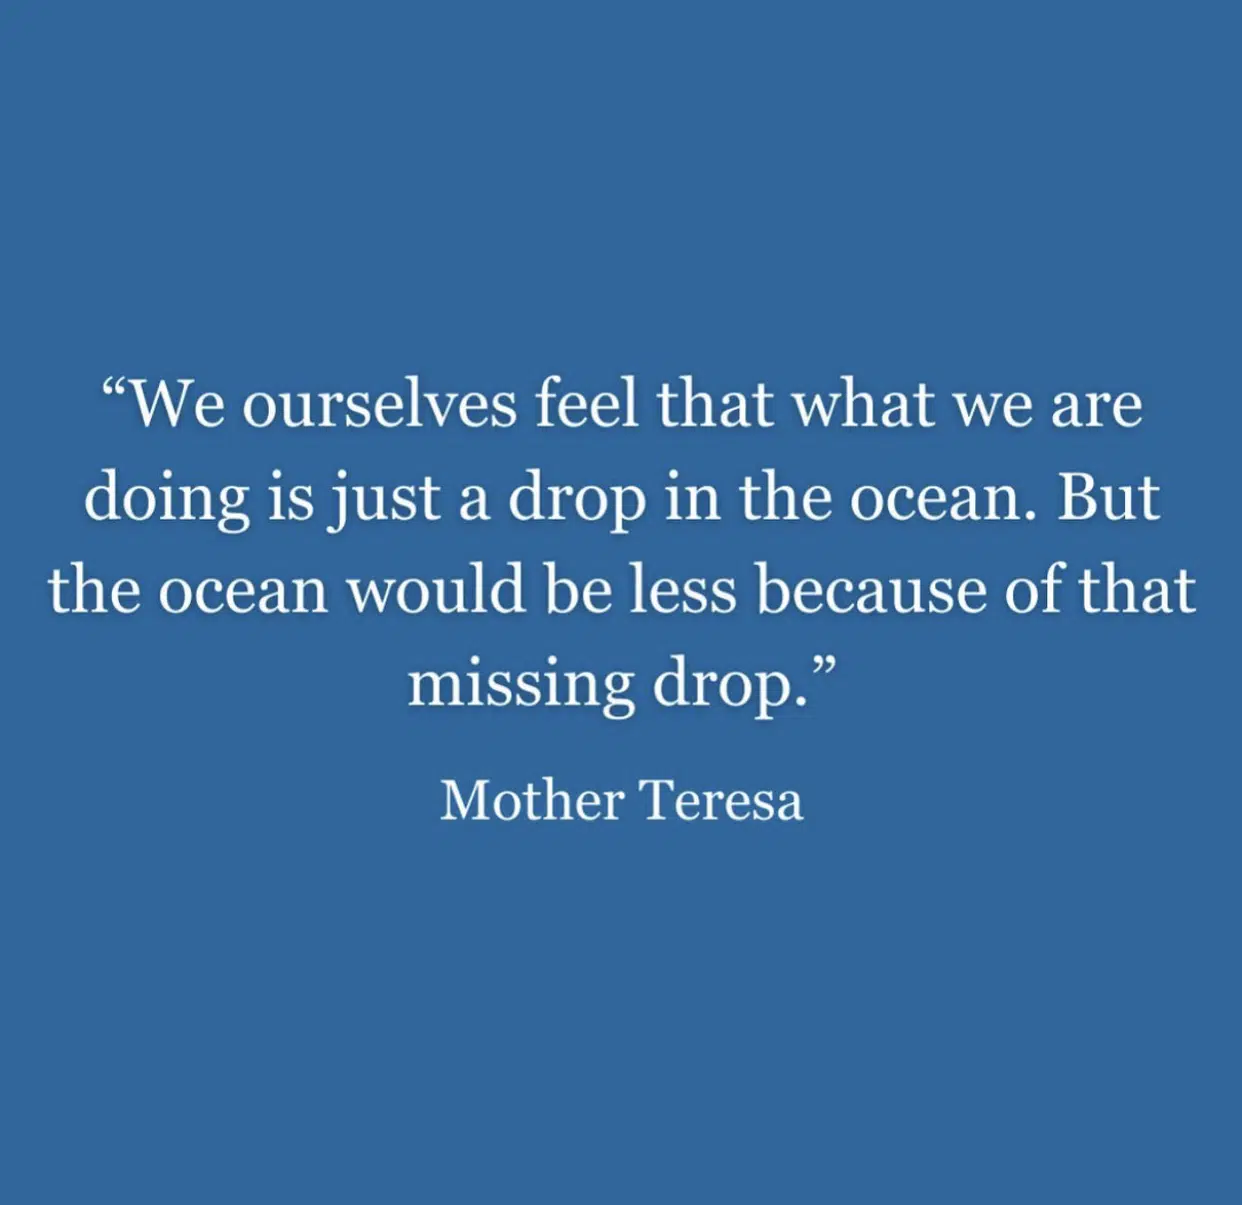 “We ourselves feel that what we are
doing is just a drop in the ocean. But
the ocean would be less because of that
missing drop.”
Mother Teresa